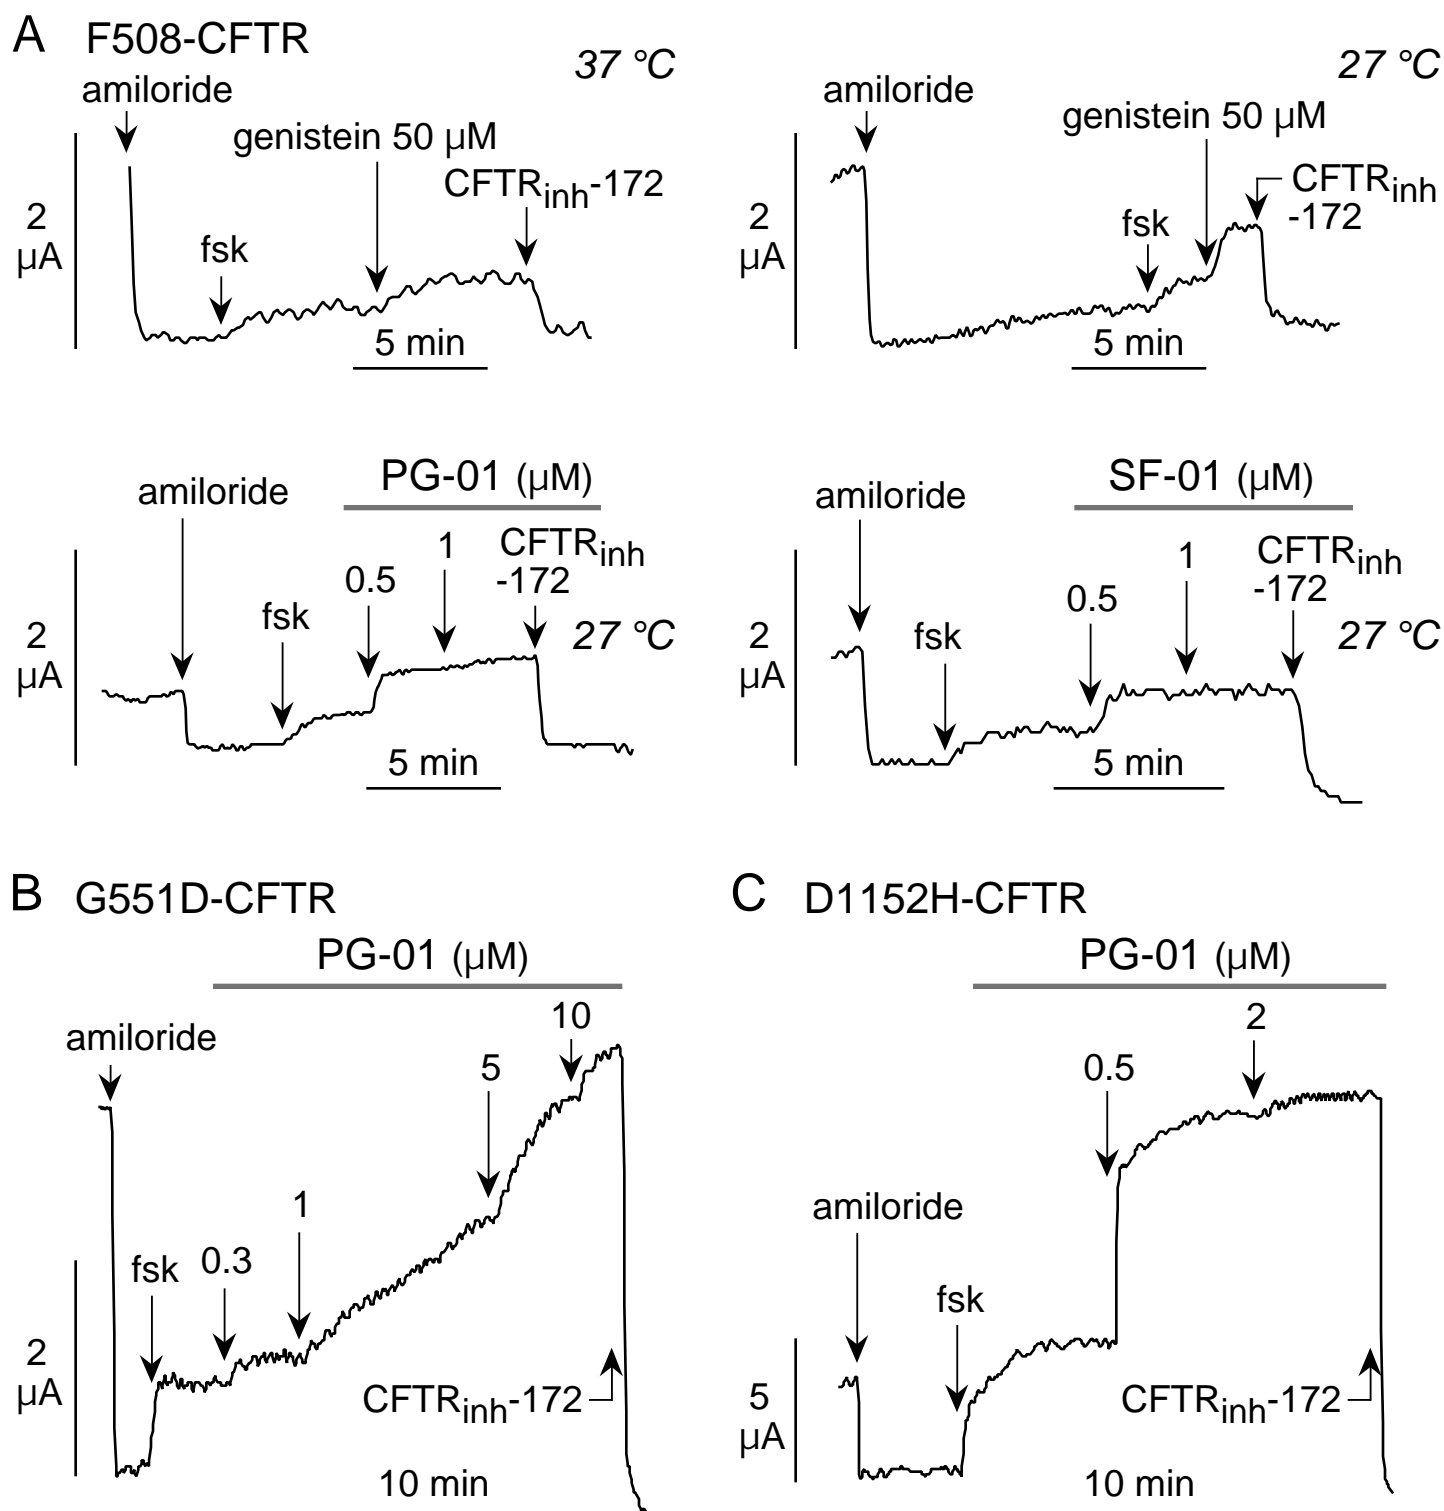 A F508-CFTR
37 °C
amiloride
genistein 50 µM
CFTRinh-172
fsk
2
µA
5 min
27 °C
amiloride
genistein 50 µM
CFTRinh
-172
fsk
2
µA
5 min
PG-01 (µM)
amiloride
1
CFTRinh
-172
0.5
fsk
27 °C
2
µA
5 min
SF-01 (µM)
amiloride
1
CFTRinh
-172
0.5
fsk
27 °C
2
µA
5 min
B G551D-CFTR
PG-01 (µM)
10
amiloride
5
1
0.3
fsk
2
µA
CFTRinh-172
10 min
C D1152H-CFTR
PG-01 (µM)
2
0.5
amiloride
fsk
5
µA
CFTRinh-172
10 min